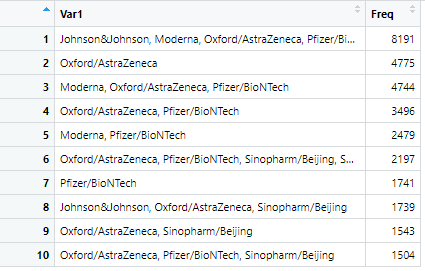 Var1 Freq
1 Johnson&Johnson, Moderna, Oxford/AstraZeneca, Pfizer/Bi... 8191
2 Oxford/AstraZeneca 4775
3 Moderna, Oxford/AstraZeneca, Pfizer/BioNTech 4744
4 Oxford/AstraZeneca, Pfizer/BioNTech 3496
5 Moderna, Pfizer/BioNTech 2479
6 Oxford/AstraZeneca, Pfizer/BioNTech, Sinopharm/Beijing, S... 2197
7 Pfizer/BioNTech 1741
8 Johnson&Johnson, Oxford/AstraZeneca, Sinopharm/Beijing 1739
9 Oxford/AstraZeneca, Sinopharm/Beijing 1543
10 Oxford/AstraZeneca, Pfizer/BioNTech, Sinopharm/Beijing 1504